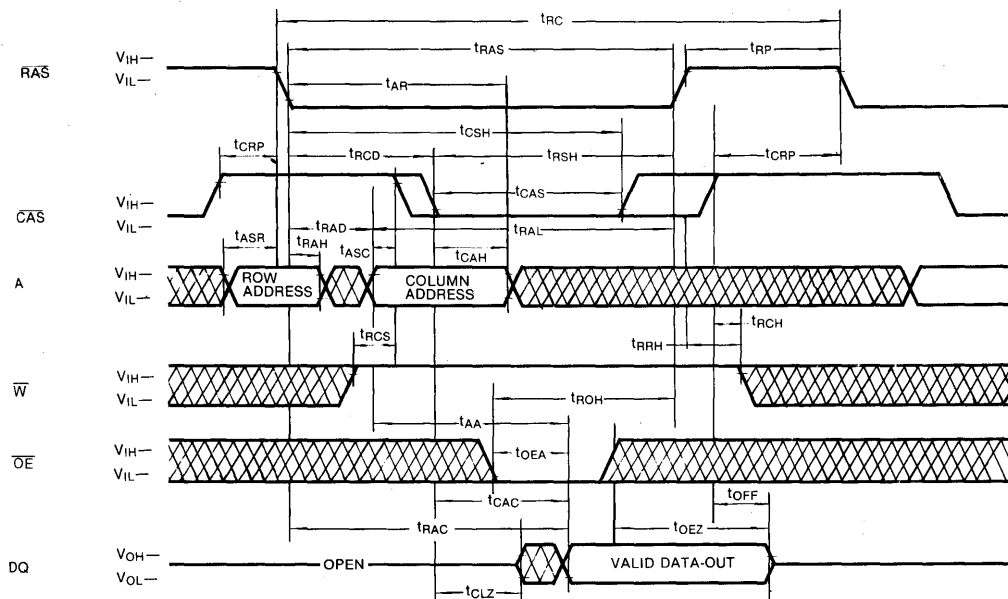 tRC
tRAS
tRP
RAS
VIH—
VIL—
tAR
tCSH
tCRP
tRCD
tRSH
tCRP
tCAS
CAS
VIH—
VIL—
tRAD
tRAL
tASR
tRAH
tASC
tCAH
A
VIH—
VIL—
ROW
ADDRESS
COLUMN
ADDRESS
tRCH
tRCS
tRRH
W
VIH—
VIL—
tROH
tAA
OE
VIH—
VIL—
tOEA
tCAC
tOFF
tRAC
tOEZ
DQ
VOH—
VOL—
OPEN
VALID DATA-OUT
tCLZ